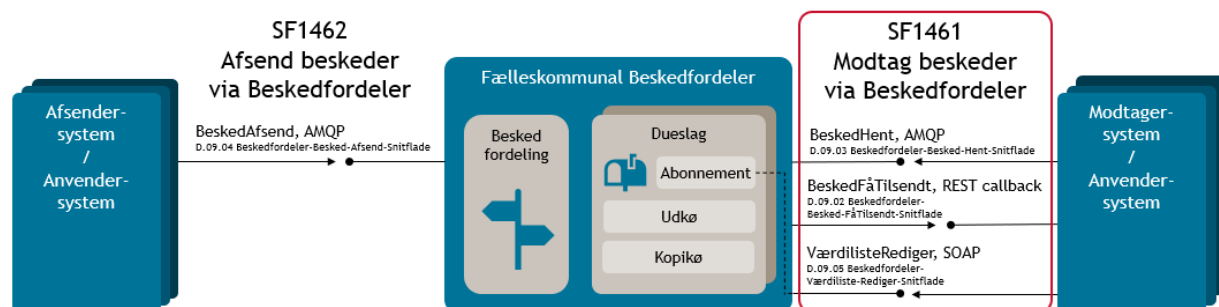 SF1462
Afsend beskeder
via Beskedfordeler
SF1461
Modtag beskeder
via Beskedfordeler
Afsender-
system
/
Anvender-
system
BeskedAfsend, AMQP
D.09.04 Beskedfordeler-Besked-Afsend-Snitflade
Fælleskommunal Beskedfordeler
Besked
fordeling
Dueslag
Abonnement
Udkø
Kopikø
BeskedHent, AMQP
D.09.03 Beskedfordeler-Besked-Hent-Snitflade
BeskedFåTilsendt, REST callback
D.09.02 Beskedfordeler-
Besked-FåTilsendt-Snitflade
VærdilisteRediger, SOAP
D.09.05 Beskedfordeler-
Værdiliste-Rediger-Snitflade
Modtager-
system
/
Anvender-
system